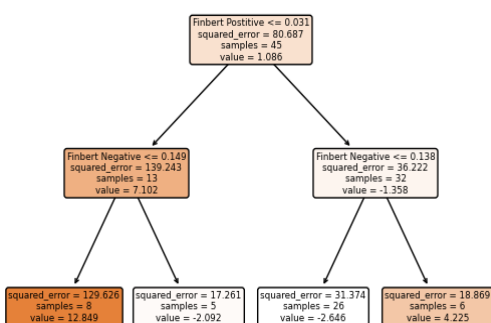 Finbert Postitive <= 0.031
squared_error = 80.687
samples = 45
value = 1.086
Finbert Negative <= 0.149
squared_error = 139.243
samples = 13
value = 7.102
Finbert Negative <= 0.138
squared_error = 36.222
samples = 32
value = -1.358
squared_error = 129.626
samples = 8
value = 12.849
squared_error = 17.261
samples = 5
value = -2.092
squared_error = 31.374
samples = 26
value = -2.646
squared_error = 18.869
samples = 6
value = 4.225